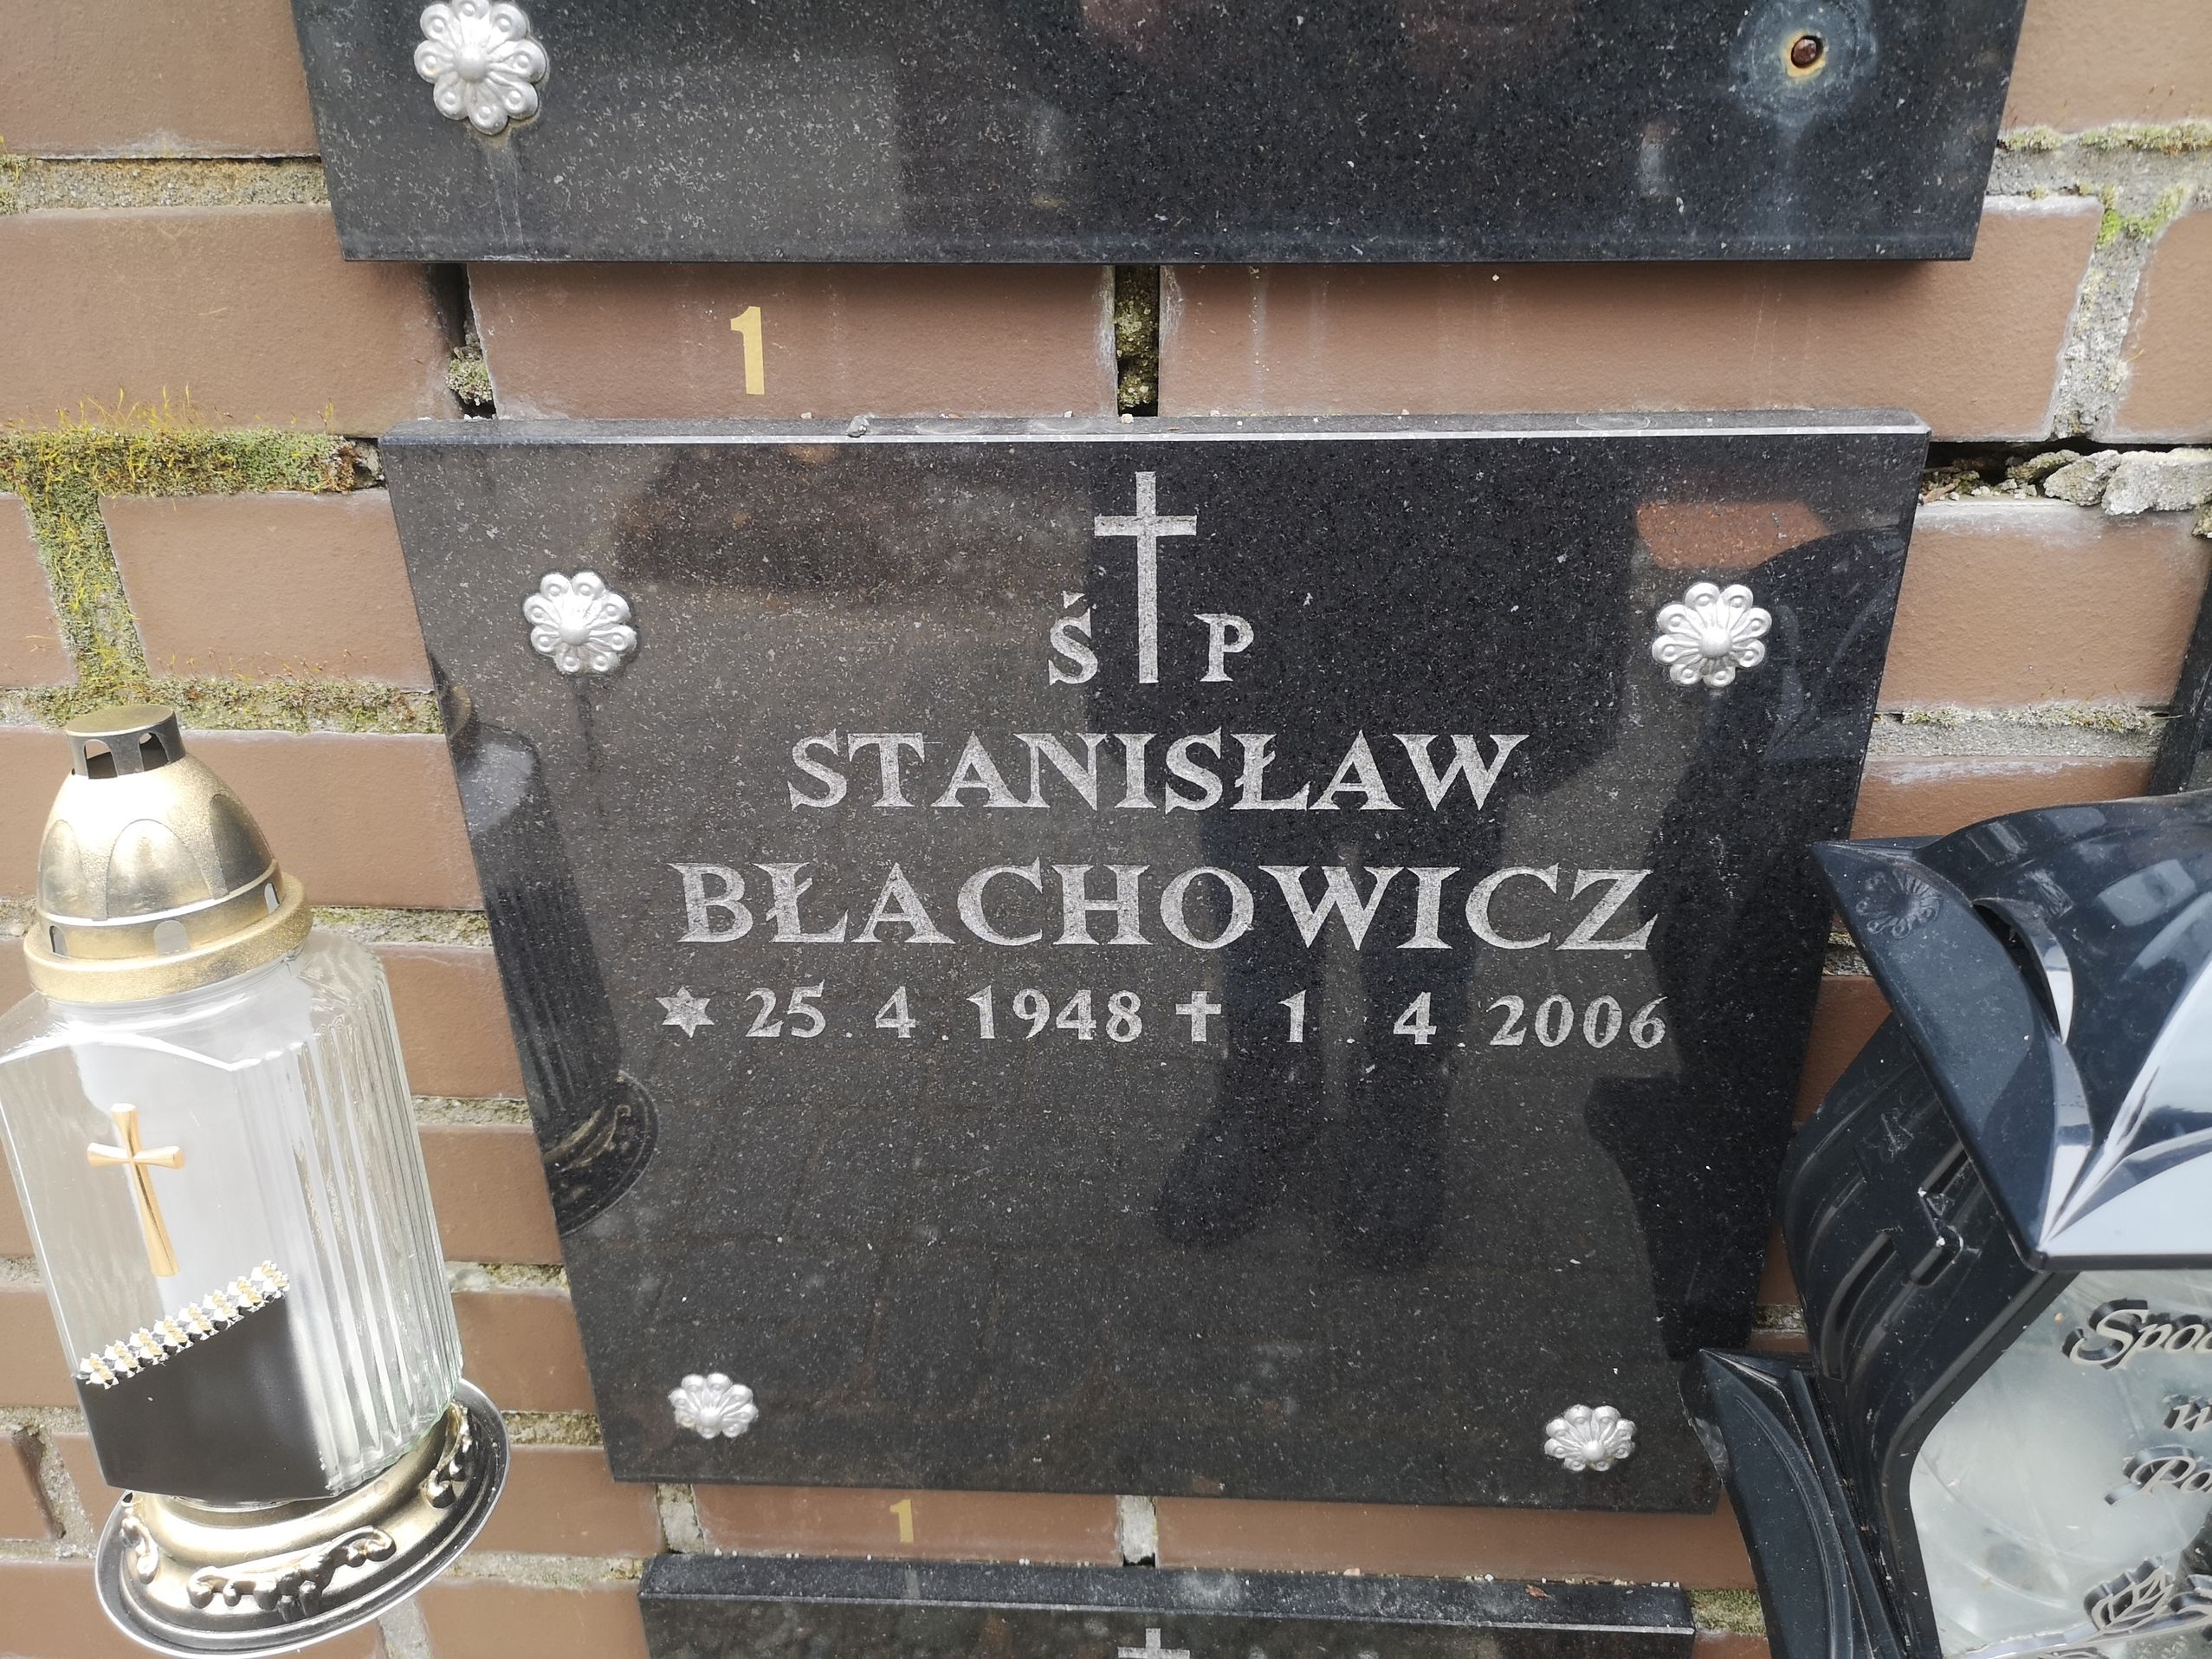 1
Ś P
STANISŁAW
BŁACHOWICZ
25.4.1948 1.4.2006
1